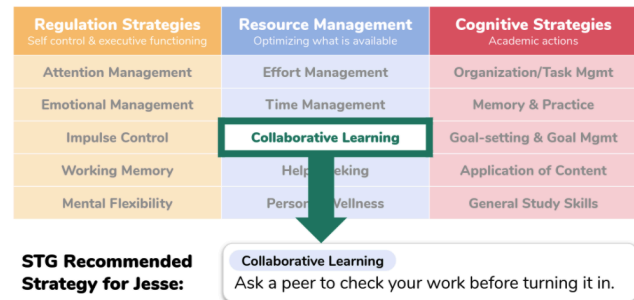 Regulation Strategies
Self control & executive functioning
Resource Management
Optimizing what is available
Cognitive Strategies
Academic actions
Attention Management
Effort Management
Organization/Task Mgmt
Emotional Management
Time Management
Memory & Practice
Impulse Control
Collaborative Learning
Goal-setting & Goal Mgmt
Working Memory
Help eking
Application of Content
Mental Flexibility
Person Wellness
General Study Skills
STG Recommended
Strategy for Jesse:
Collaborative Learning
Ask a peer to check your work before turning it in.